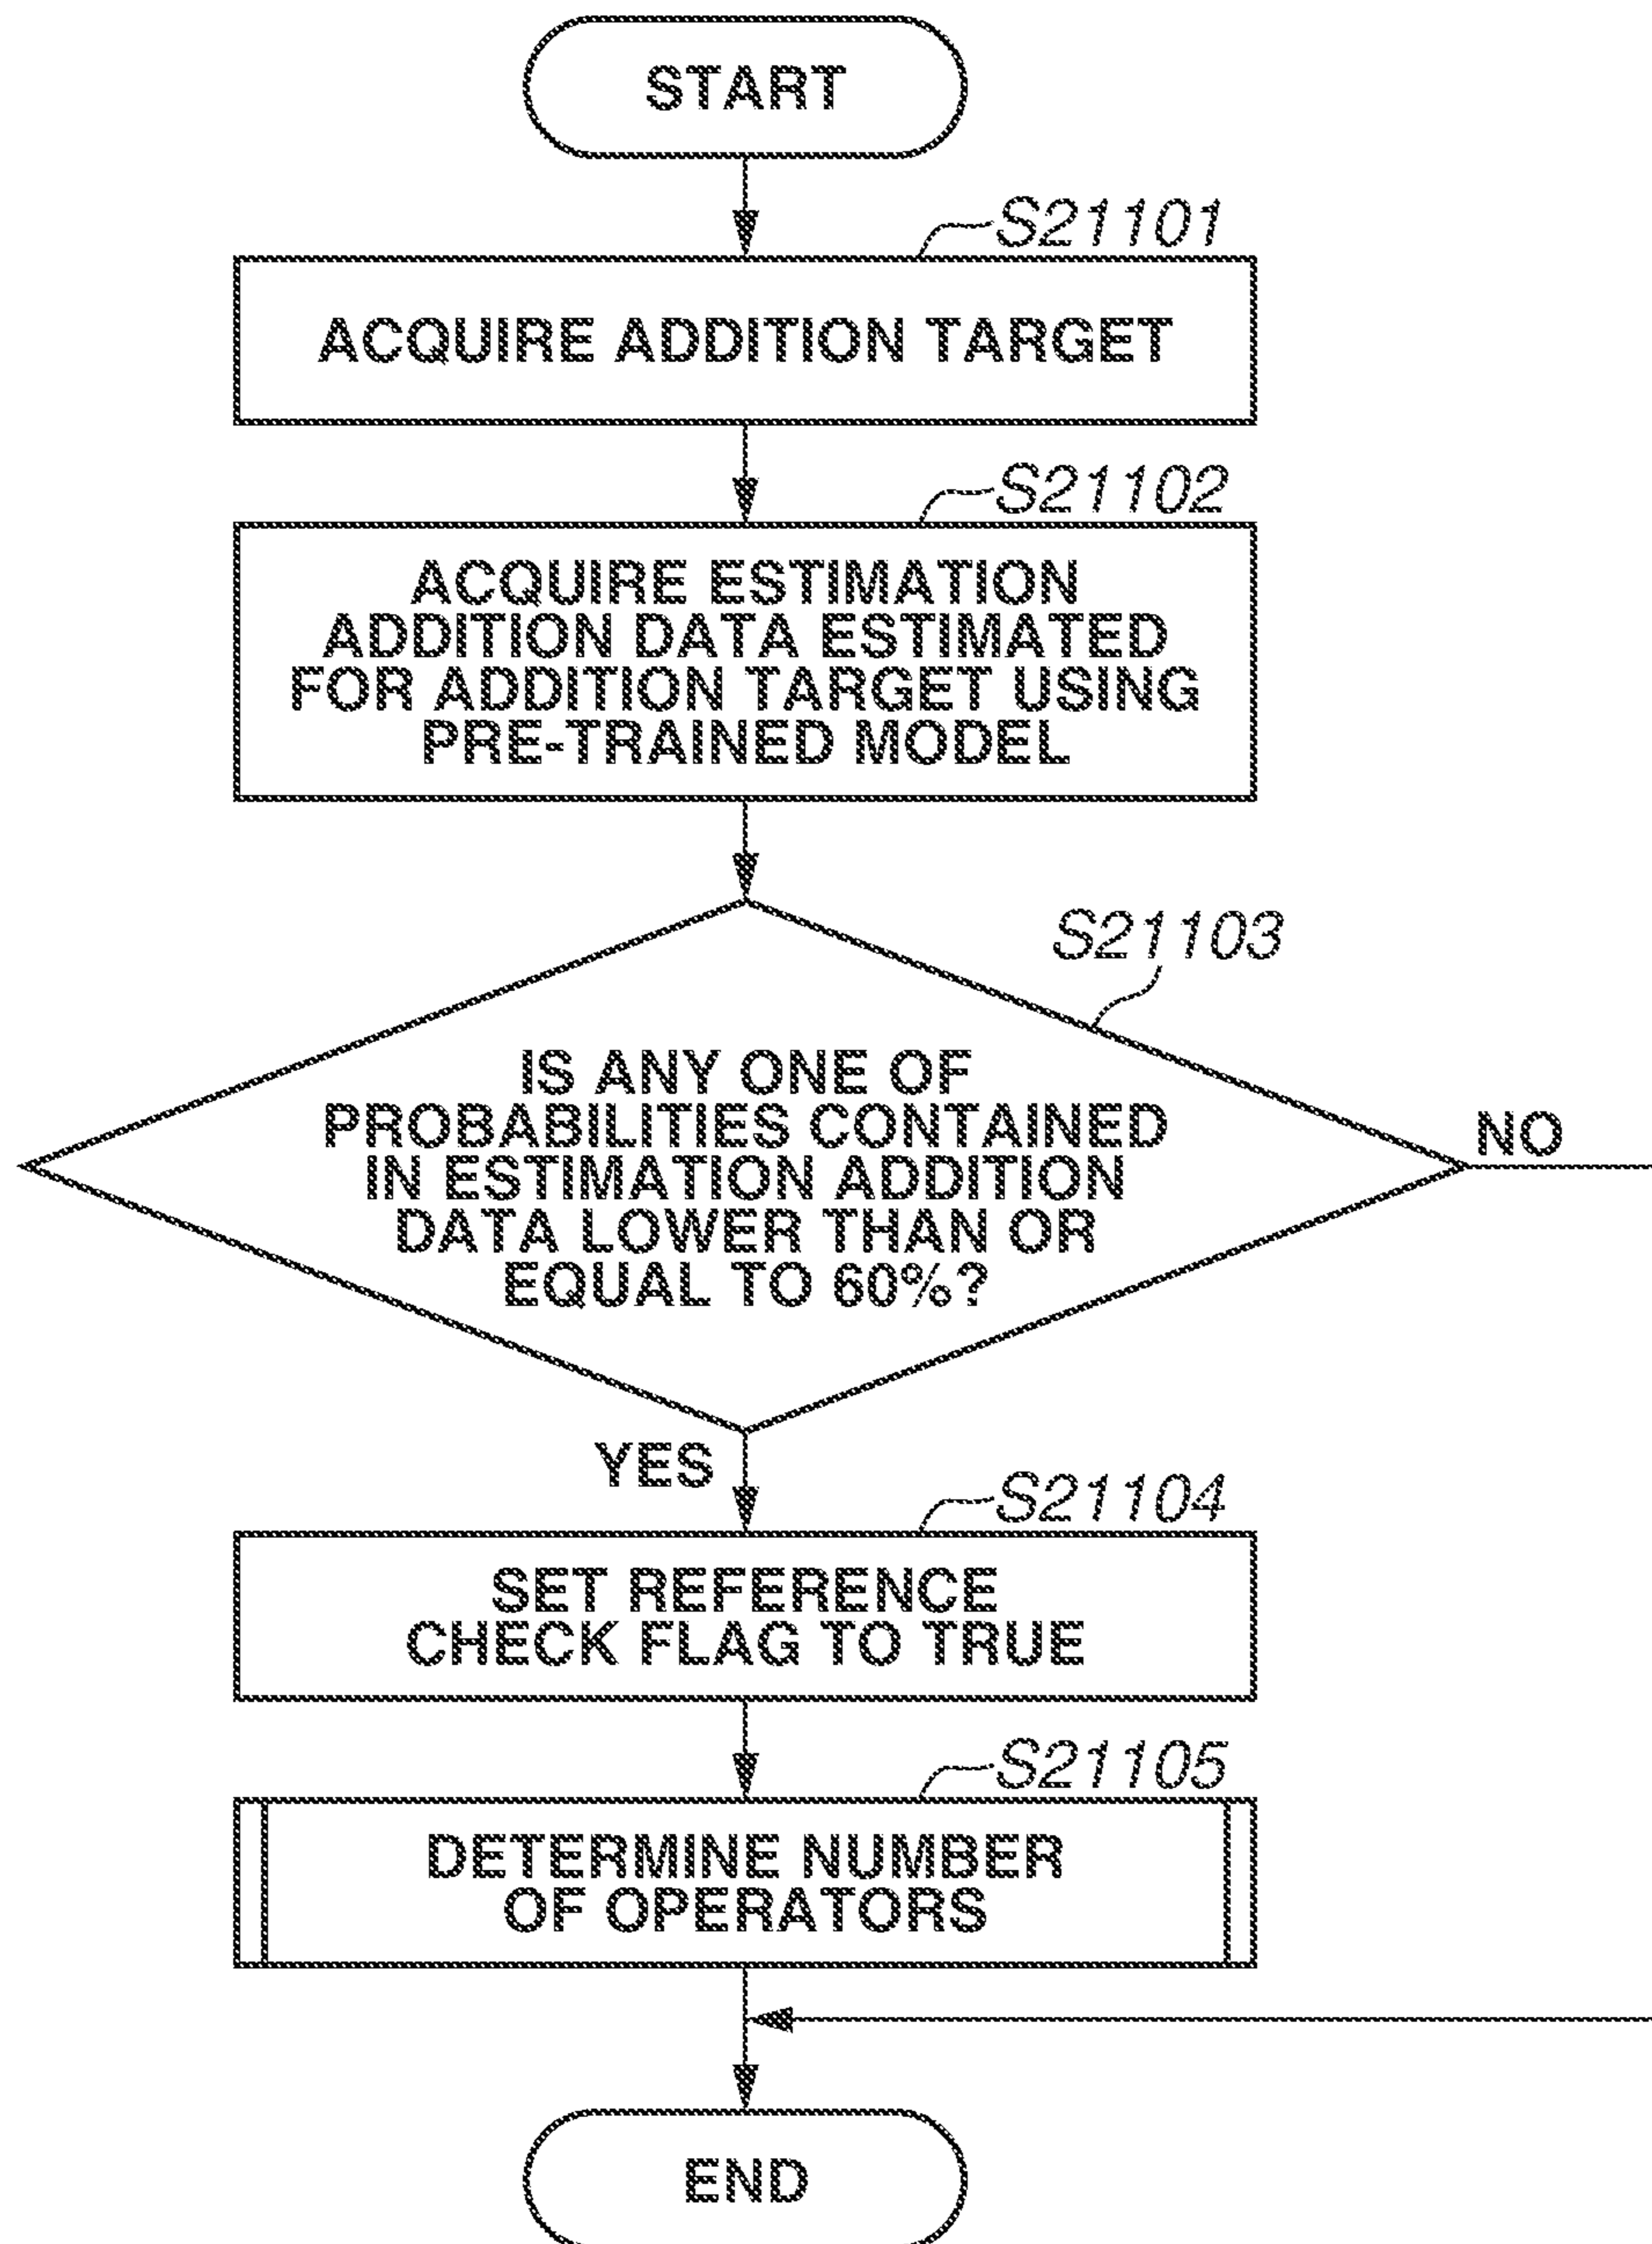 START
S21101
ACQUIRE ADDITION TARGET
S21102
ACQUIRE ESTIMATION
ADDITION DATA ESTIMATED
FOR ADDITION TARGET USING
PRE-TRAINED MODEL
S21103
IS ANY ONE OF
PROBABILITIES CONTAINED
IN ESTIMATION ADDITION
DATA LOWER THAN OR
EQUAL TO 60%?
NO
YES
S21104
SET REFERENCE
CHECK FLAG TO TRUE
S21105
DETERMINE NUMBER
OF OPERATORS
END